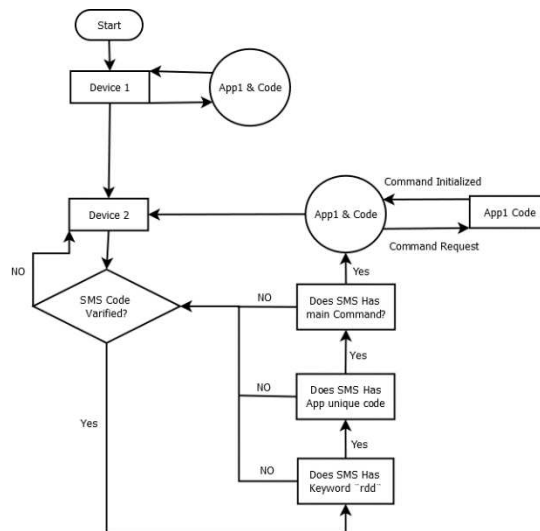 Start
Device 1
App1 & Code
Command Initialized
Device 2
App1 & Code
App1 Code
Command Request
NO
Yes
SMS Code
Varified?
NO
Does SMS Has
main Command?
Yes
NO
Does SMS Has
App unique code
Yes
Yes
NO
Does SMS Has
Keyword ¨rdd¨